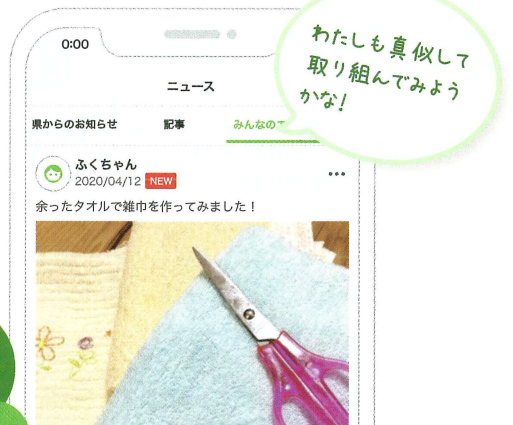 わたしも真似して
取り組んでみよう
かな!
0:00
ニュース
県からのお知らせ 記事 みんなの
ふくちゃん
2020/04/12 NEW
余ったタオルで雑巾を作ってみました!